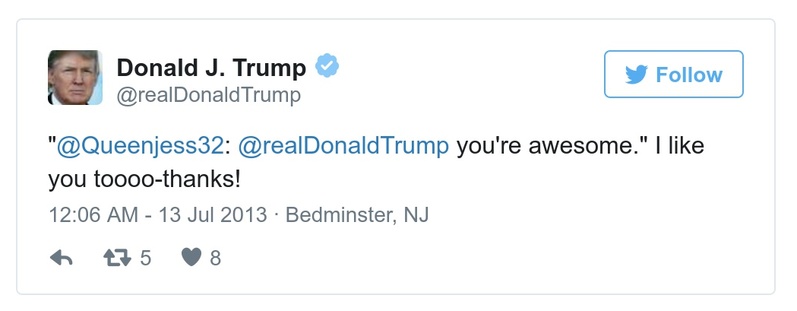 Donald J. Trump
@realDonaldTrump
Follow
"@Queenjess32: @realDonaldTrump you're awesome." I like
you toooo-thanks!
12:06 AM - 13 Jul 2013 · Bedminster, NJ
5 8